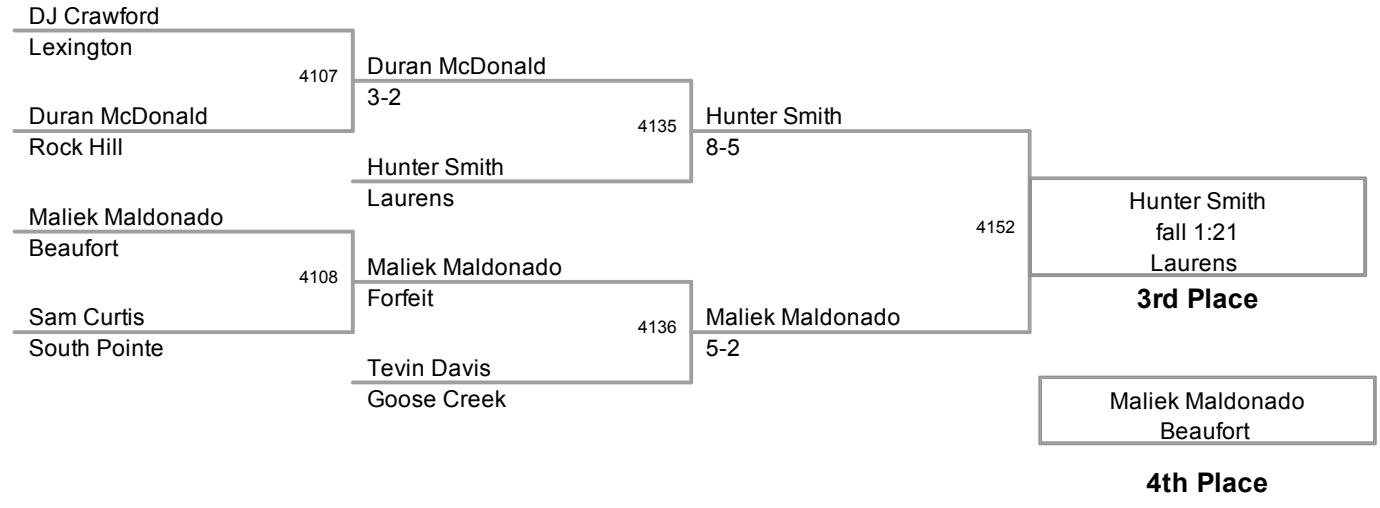 DJ Crawford
Lexington
4107
Duran McDonald
3-2
Duran McDonald
Rock Hill
4135
Hunter Smith
8-5
Hunter Smith
Laurens
Maliek Maldonado
Beaufort
4108
Maliek Maldonado
Forfeit
Sam Curtis
South Pointe
4136
Maliek Maldonado
5-2
Tevin Davis
Goose Creek
4152
Hunter Smith
fall 1:21
Laurens
3rd Place
Maliek Maldonado
Beaufort
4th Place